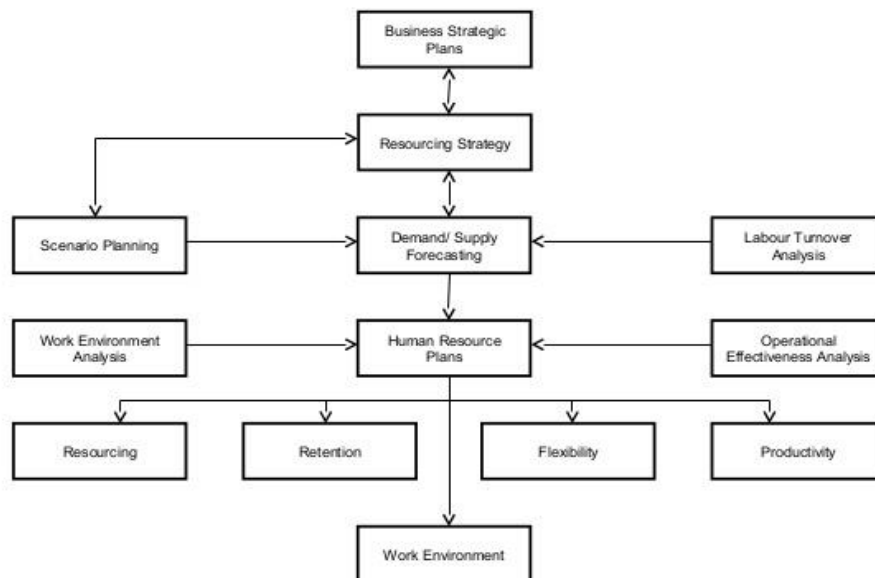 Business Strategic
Plans
Resourcing Strategy
Scenario Planning
Demand/ Supply
Forecasting
Labour Turnover
Analysis
Work Environment
Analysis
Human Resource
Plans
Operational
Effectiveness Analysis
Resourcing
Retention
Flexibility
Productivity
Work Environment